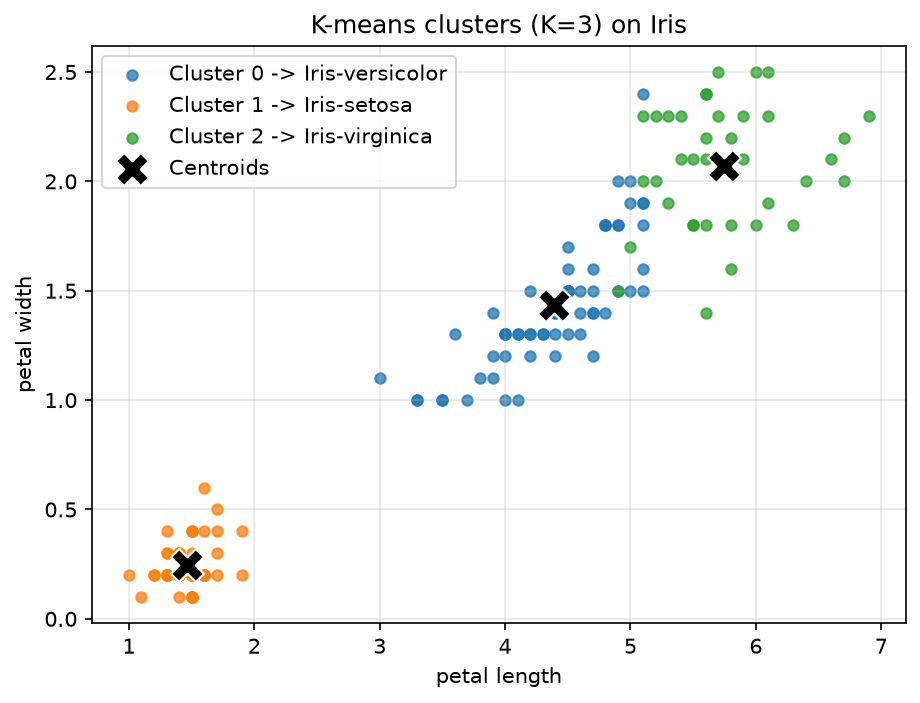 K-means clusters (K=3) on Iris
Cluster 0 -> Iris-versicolor
Cluster 1 -> Iris-setosa
Cluster 2 -> Iris-virginica
Centroids
2.5
2.0
1.5
1.0
0.5
0.0
petal width
1 2 3 4 5 6 7
petal length